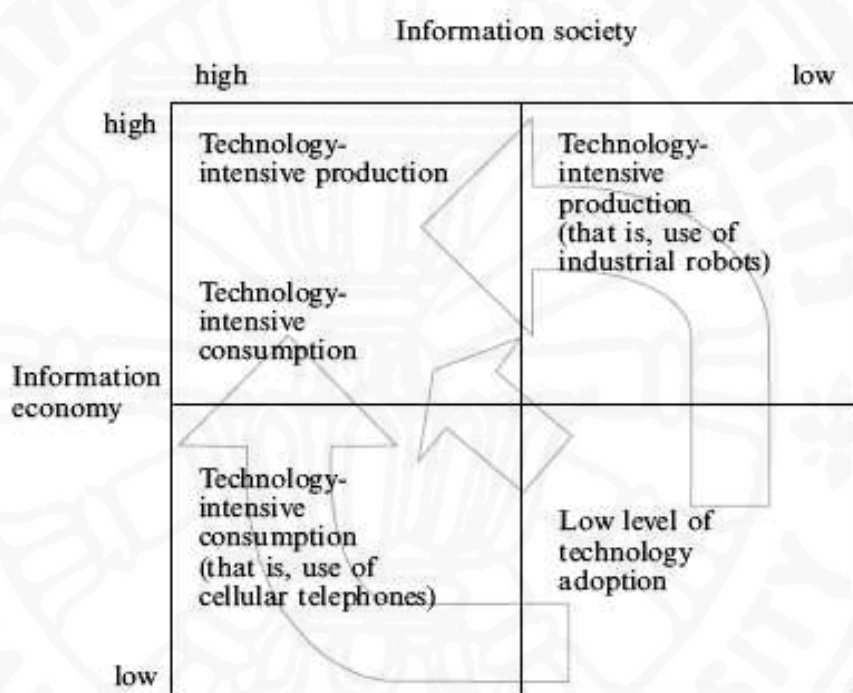 Information society
high
low
high
Technology-
intensive production
Technology-
intensive
consumption
Technology-
intensive
production
(that is, use of
industrial robots)
Information
economy
Technology-
intensive
consumption
(that is, use of
cellular telephones)
Low level of
technology
adoption
low